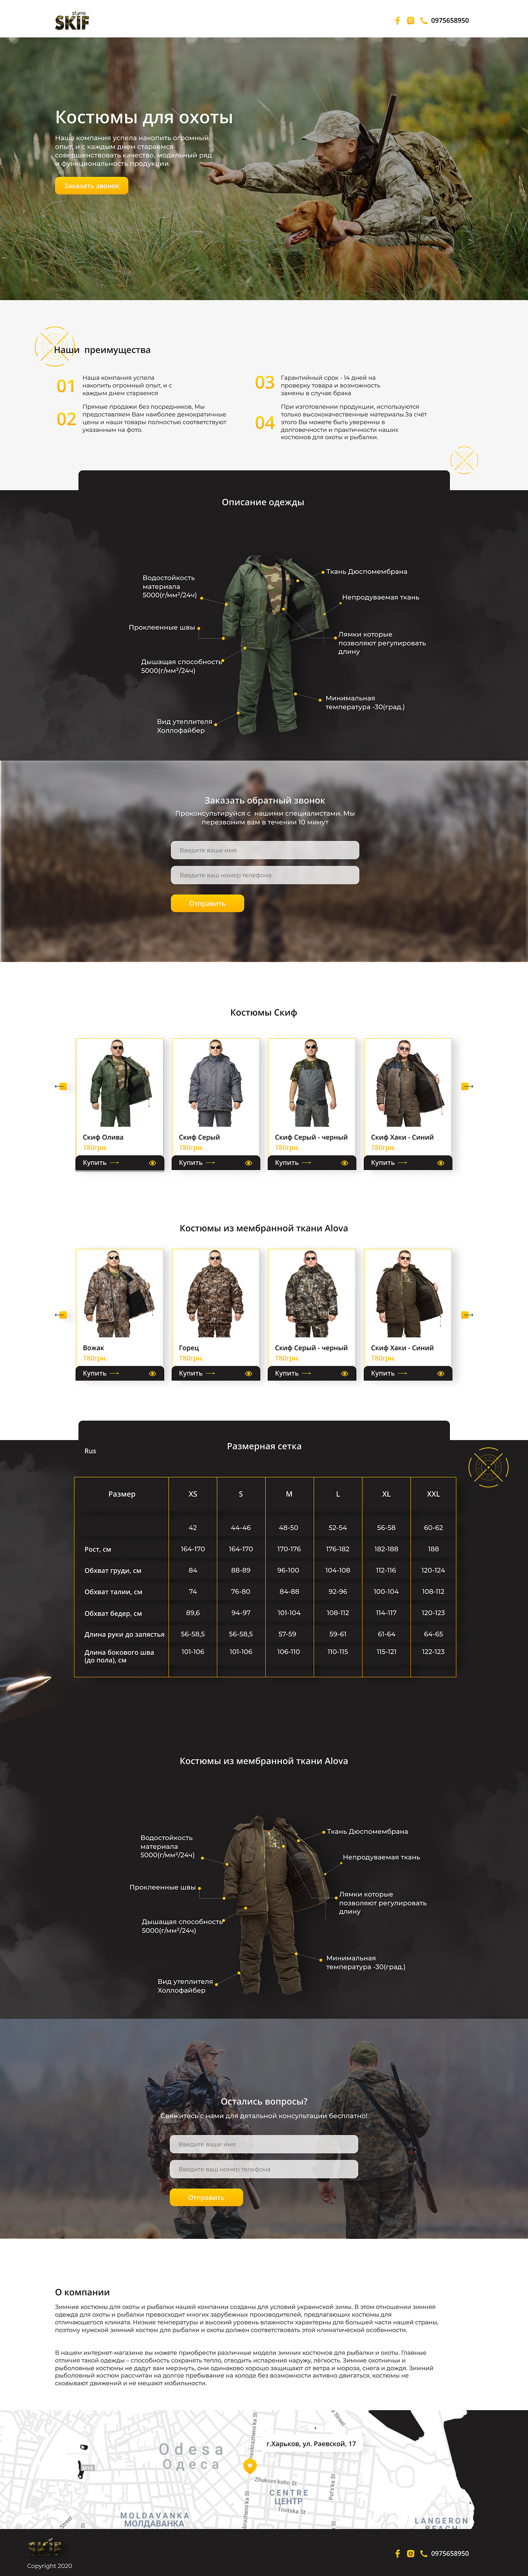 store
SKIF
0975658950
Костюмы для охоты
Наша компания успела накопить огромный
опыт, и с каждым днем стараемся
совершенствовать качество, модельный ряд
и функциональность продукции.
Заказать звонок
Наши преимущества
01
Наша компания успела
накопить огромный опыт, и с
каждым днем стараемся
02
Прямые продажи без посредников, Мы
предоставляем Вам наиболее демократичные
цены и наши товары полностью соответствуют
указанным на фото.
03
Гарантийный срок - 14 дней на
проверку товара и возможность
замены в случае брака
04
При изготовлении продукции, используются
только высококачественные материалы.За счёт
этого Вы можете быть уверенны в
долговечности и практичности наших
костюмов для охоты и рыбалки.
Описание одежды
Водостойкость
материала
5000(г/мм²/24ч)
Проклеенные швы
Дышащая способность
5000(г/мм²/24ч)
Вид утеплителя
Холлофайбер
Ткань Дюспомембрана
Непродуваемая ткань
Лямки которые
позволяют регулировать
длину
Минимальная
температура -30(град.)
Заказать обратный звонок
Проконсультируйся с нашими специалистами. Мы
перезвоним вам в течении 10 минут
Введите ваше имя
Введите ваш номер телефона
Отправить
Костюмы Скиф
Скиф Олива
780грн.
Купить
Скиф Серый
780грн.
Купить
Скиф Серый - черный
780грн.
Купить
Скиф Хаки - Синий
780грн.
Купить
Костюмы из мембранной ткани Alova
Вожак
780грн.
Купить
Горец
780грн.
Купить
Скиф Серый - черный
780грн.
Купить
Скиф Хаки - Синий
780грн.
Купить
Размерная сетка
Rus
Размер XS S M L XL XXL
42 44-46 48-50 52-54 56-58 60-62
Рост, см 164-170 164-170 170-176 176-182 182-188 188
Обхват груди, см 84 88-89 96-100 104-108 112-116 120-124
Обхват талии, см 74 76-80 84-88 92-96 100-104 108-112
Обхват бедер, см 89,6 94-97 101-104 108-112 114-117 120-123
Длина руки до запястья 56-58,5 56-58,5 57-59 59-61 61-64 64-65
Длина бокового шва 101-106 101-106 106-110 110-115 115-121 122-123
(до пола), см
Костюмы из мембранной ткани Alova
Водостойкость
материала
5000(г/мм²/24ч)
Проклеенные швы
Дышащая способность
5000(г/мм²/24ч)
Вид утеплителя
Холлофайбер
Ткань Дюспомембрана
Непродуваемая ткань
Лямки которые
позволяют регулировать
длину
Минимальная
температура -30(град.)
Остались вопросы?
Свяжитесь с нами для детальной консультации бесплатно!
Введите ваше имя
Введите ваш номер телефона
Отправить
О компании
Зимние костюмы для охоты и рыбалки нашей компании созданы для условий украинской зимы. В этом отношении зимняя
одежда для охоты и рыбалки превосходит многих зарубежных производителей, предлагающих костюмы для
отличающегося климата. Низкие температуры и высокий уровень влажности характерны для большей части нашей страны,
поэтому мужской зимний костюм для рыбалки и охоты должен соответствовать этой климатической особенности.
В нашем интернет-магазине вы можете приобрести различные модели зимних костюмов для рыбалки и охоты. Главные
отличия такой одежды – способность сохранять тепло, отводить испарения наружу, лёгкость. Зимние охотничьи и
рыболовные костюмы не дадут вам мерзнуть, они одинаково хорошо защищают от ветра и мороза, снега и дождя. Зимний
рыболовный костюм рассчитан на долгое пребывание на холоде без возможности активно двигаться, костюмы не
сковывают движений и не мешают мобильности.
г.Харьков, ул. Раевской, 17
Odesa
Одеса
Zhukovs'koho St
CENTRE
ЦЕНТР
Troitska St
MOLDAVANKA
МОЛДАВАНКА
LANGERON
BEACH
SKIF
0975658950
Copyright 2020